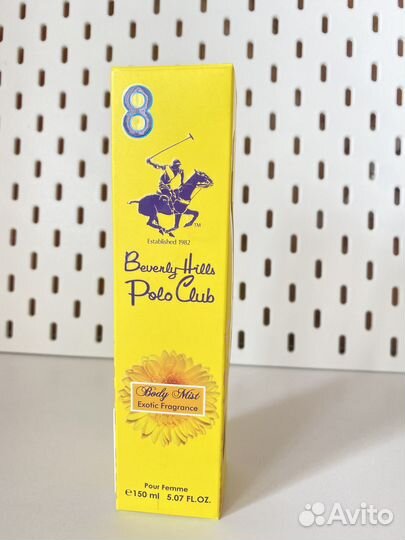 8
TM
Established 1982
Beverly Hills
Polo Club
Body Mist
Exotic Fragrance
Pour Femme
℮150 ml 5.07 FL.OZ.
Avito